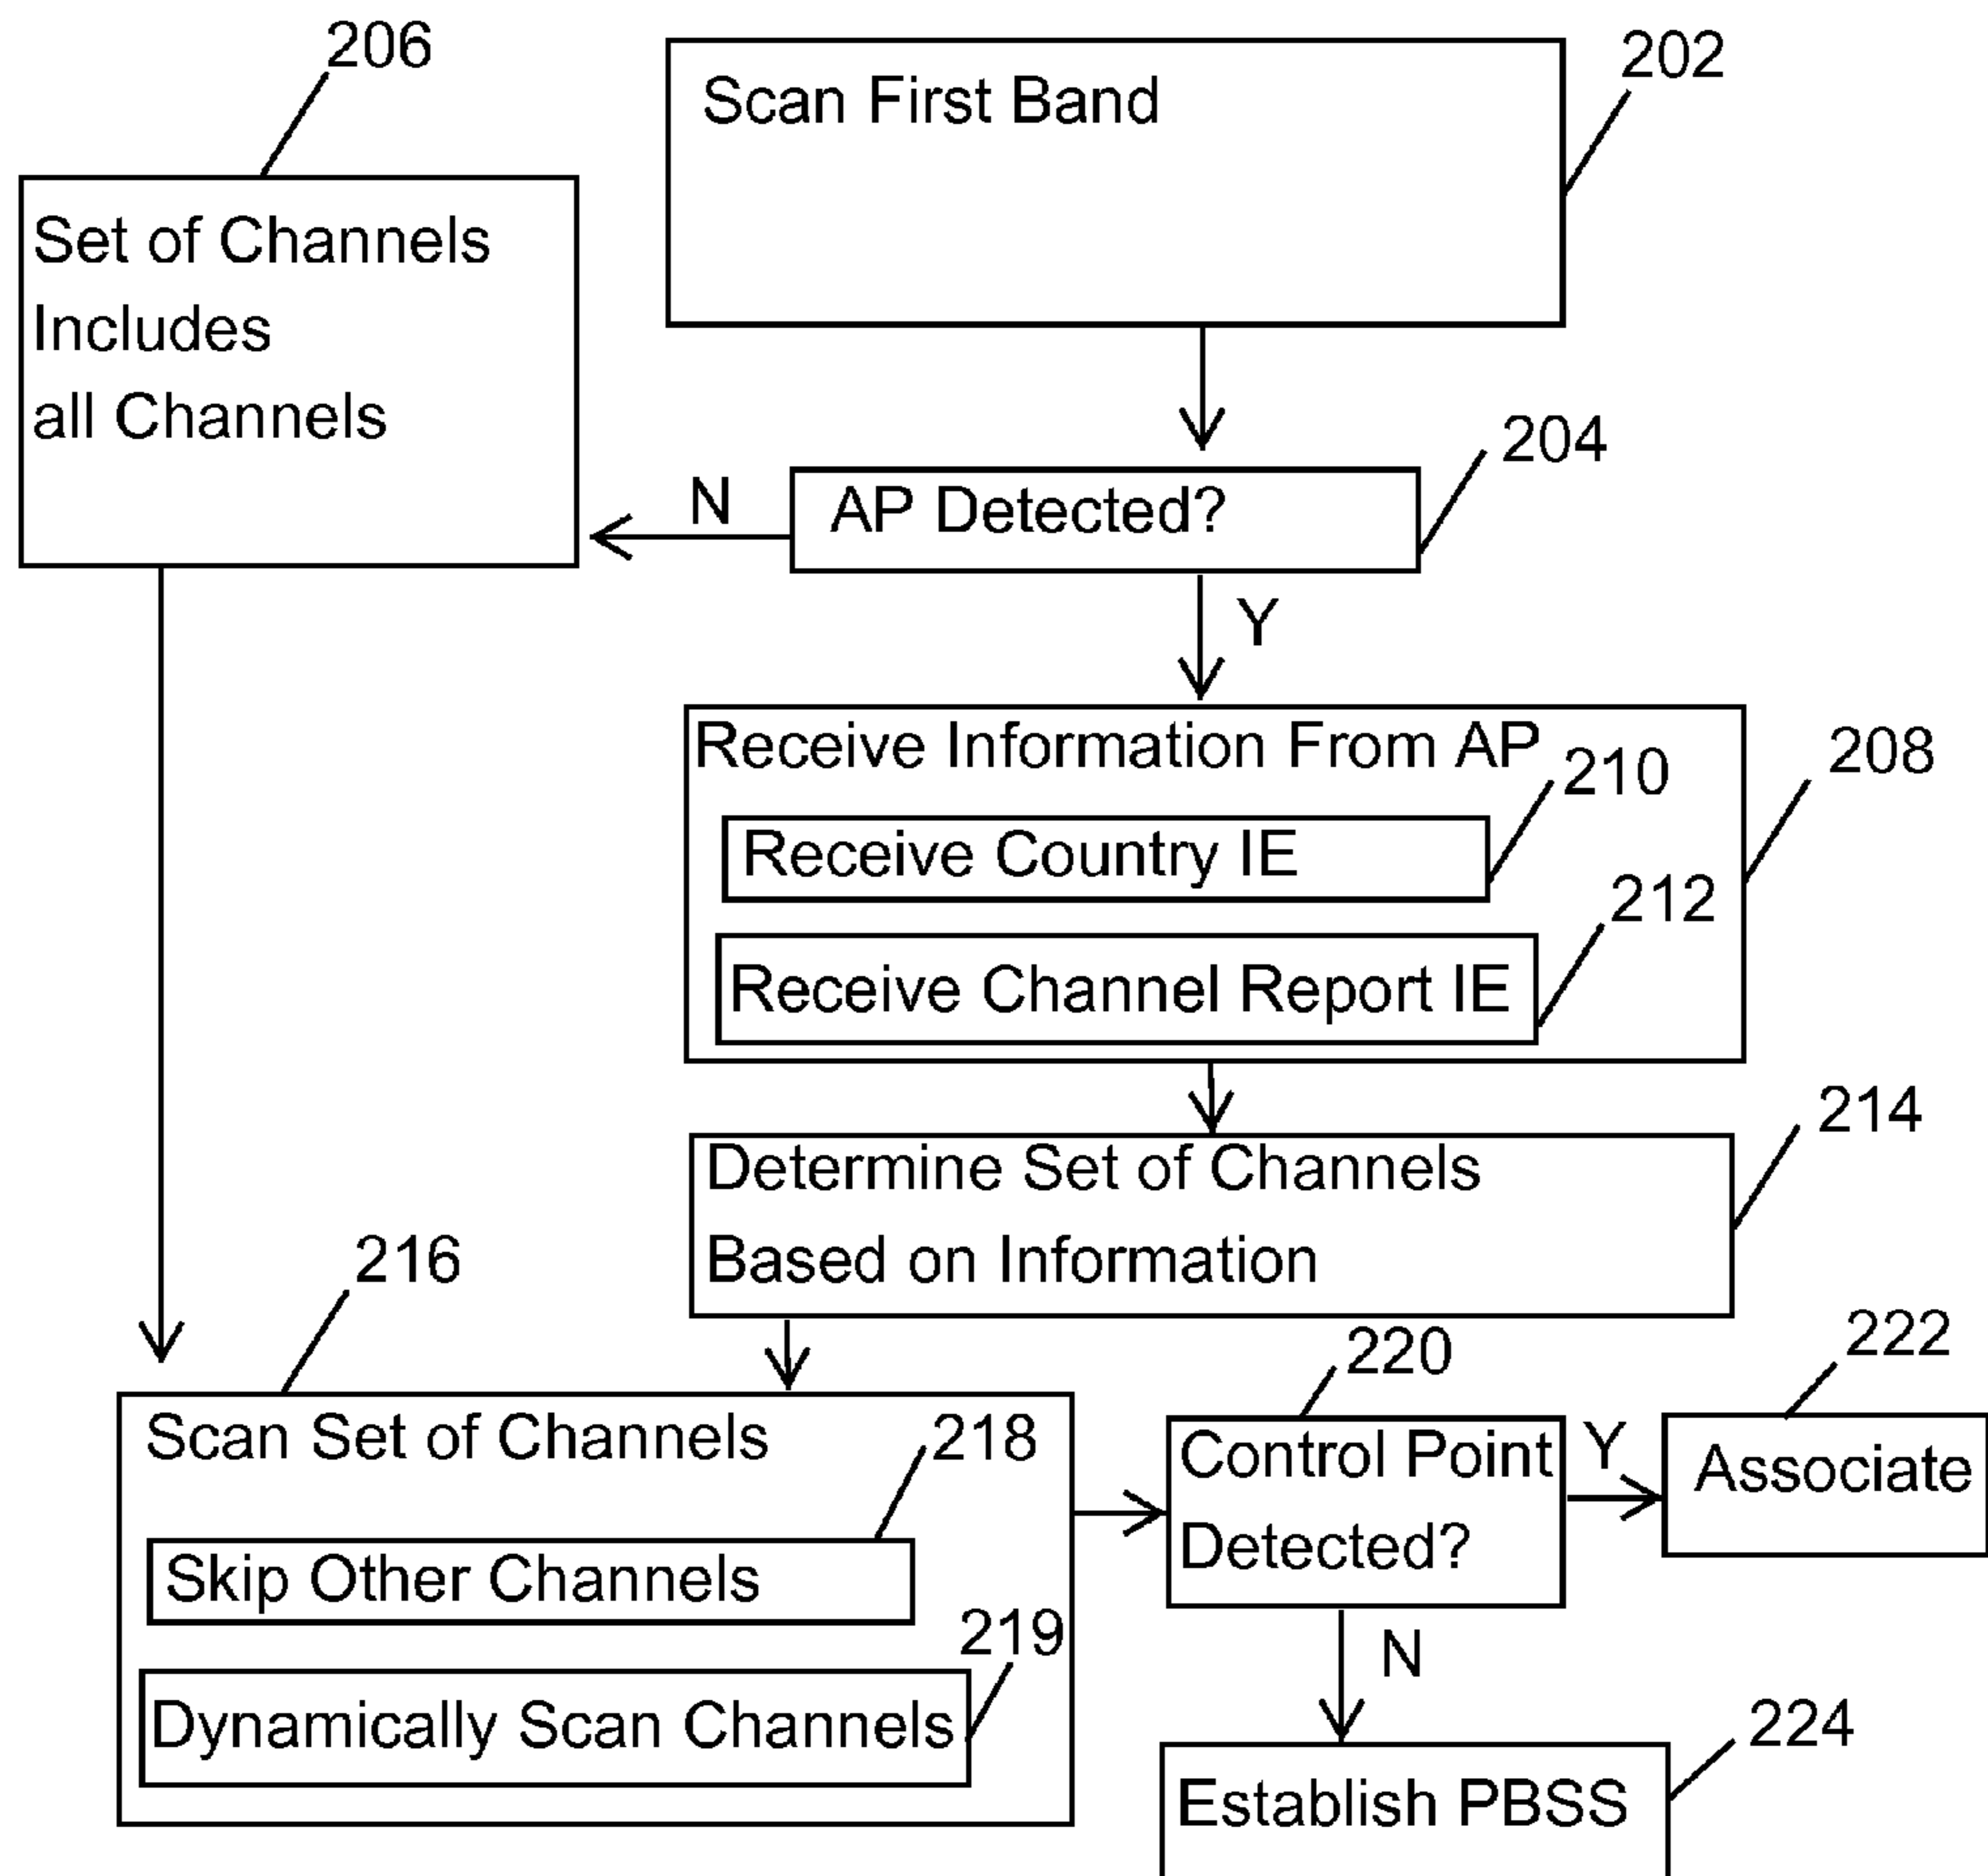 206
202
Scan First Band
Set of Channels
Includes
all Channels
204
N
AP Detected?
Y
Receive Information From AP
208
210
Receive Country IE
212
Receive Channel Report IE
214
Determine Set of Channels
Based on Information
216
220
222
Scan Set of Channels
218
Control Point
Detected?
Y
Associate
Skip Other Channels
219
N
Dynamically Scan Channels
224
Establish PBSS